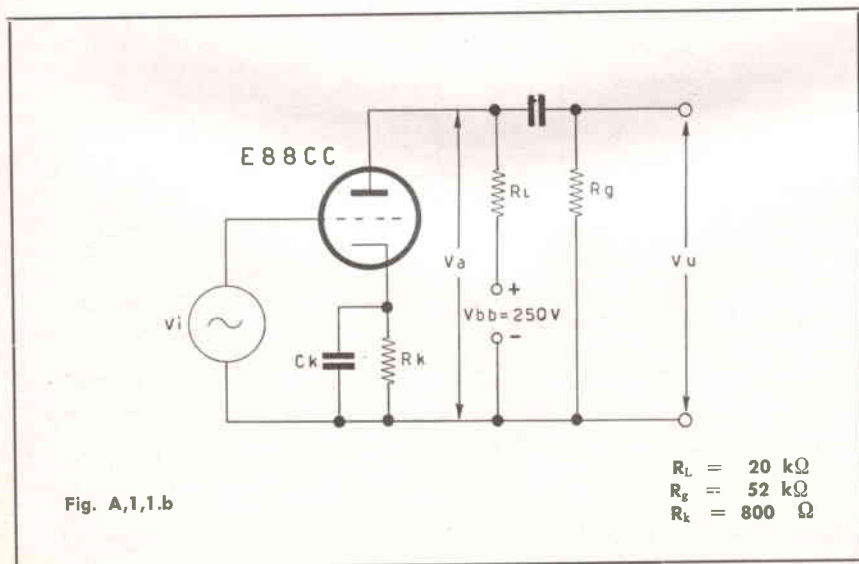 E88CC
RL
Rg
Va
Vu
Vbb=250V
Vi
Ck
Rk
+
-
RL = 20 kΩ
Rg = 52 kΩ
Rk = 800 Ω
Fig. A,1,1.b